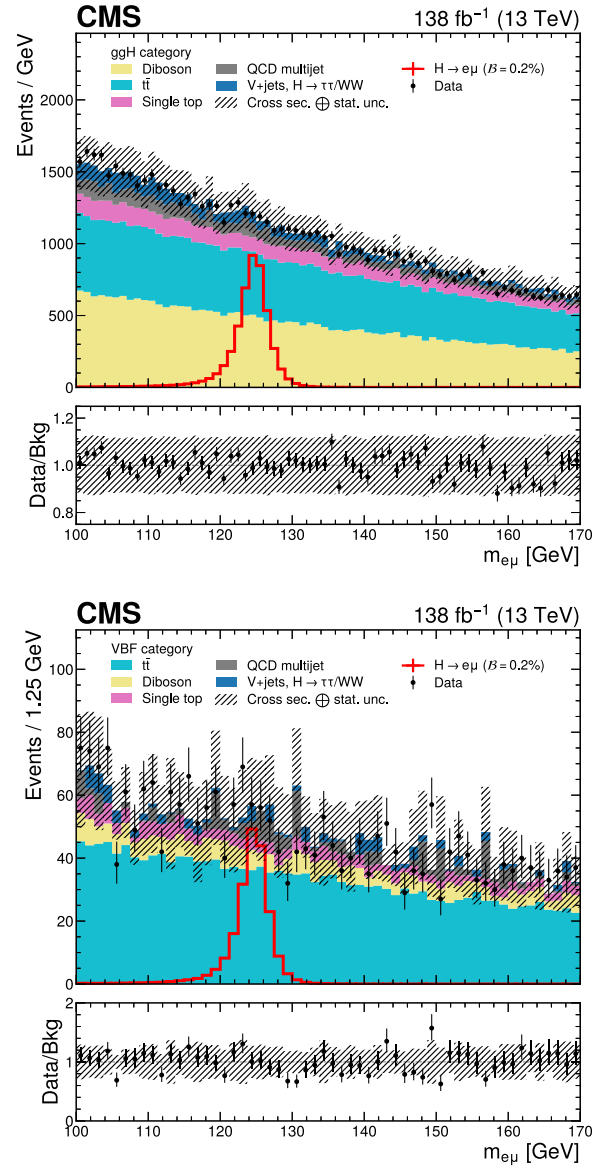 CMS 138 fb⁻¹ (13 TeV)
Events / GeV
ggH category
Diboson
tt̄
Single top
QCD multijet
V+jets, H → ττ/WW
Cross sec. ⊕ stat. unc.
H → eμ (ℬ = 0.2%)
Data
2000
1500
1000
500
0
Data/Bkg
1.2
1.0
0.8
100 110 120 130 140 150 160 170
m_eμ [GeV]
CMS 138 fb⁻¹ (13 TeV)
Events / 1.25 GeV
VBF category
tt̄
Diboson
Single top
QCD multijet
V+jets, H → ττ/WW
Cross sec. ⊕ stat. unc.
H → eμ (ℬ = 0.2%)
Data
100
80
60
40
20
0
Data/Bkg
2
1
0
100 110 120 130 140 150 160 170
m_eμ [GeV]